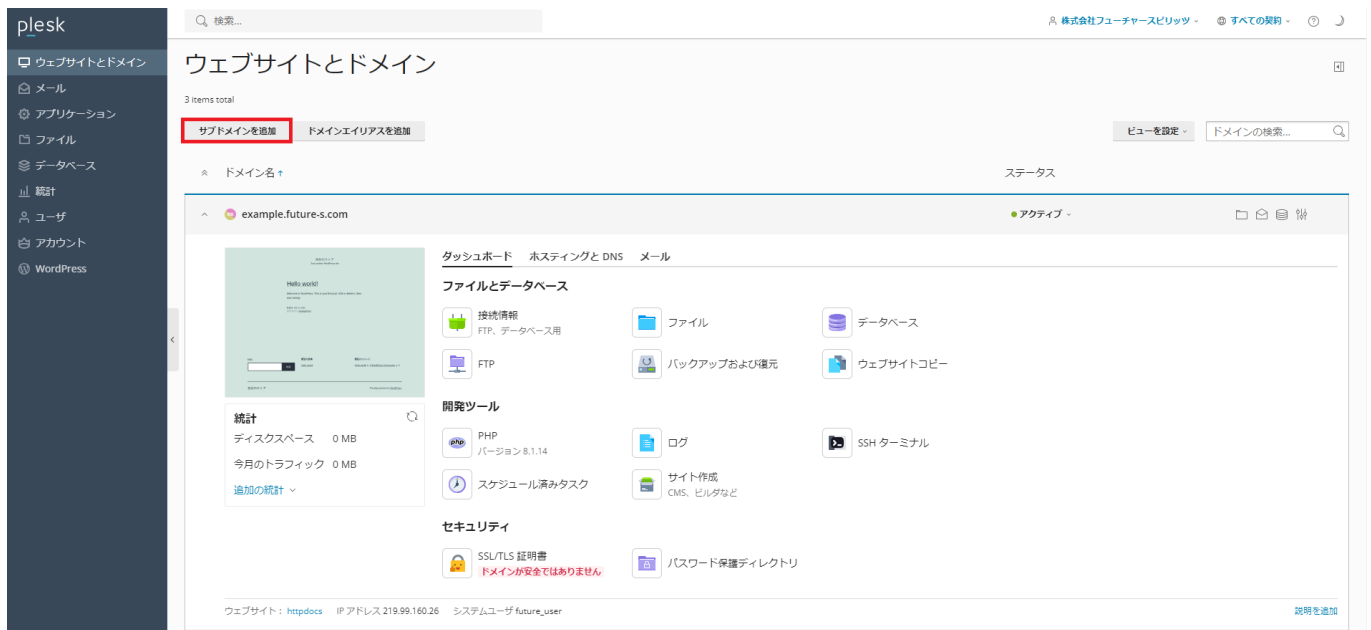 plesk
検索...
株式会社フューチャースピリッツ
すべての契約
ウェブサイトとドメイン
メール
アプリケーション
ファイル
データベース
統計
ユーザ
アカウント
WordPress
ウェブサイトとドメイン
3 items total
サブドメインを追加 ドメインエイリアスを追加
ビューを設定
ドメインの検索...
ドメイン名 ↑ ステータス
example.future-s.com アクティブ
Hello world!
ダッシュボード ホスティングと DNS メール
ファイルとデータベース
接続情報
FTP、データベース用
ファイル
データベース
FTP
バックアップおよび復元
ウェブサイトコピー
統計
ディスクスペース 0 MB
今月のトラフィック 0 MB
追加の統計
開発ツール
php
PHP
バージョン 8.1.14
ログ
SSH ターミナル
スケジュール済みタスク
サイト作成
CMS、ビルダなど
セキュリティ
SSL/TLS 証明書
ドメインが安全ではありません
パスワード保護ディレクトリ
ウェブサイト： httpdocs IP アドレス 219.99.160.26 システムユーザ future_user
説明を追加